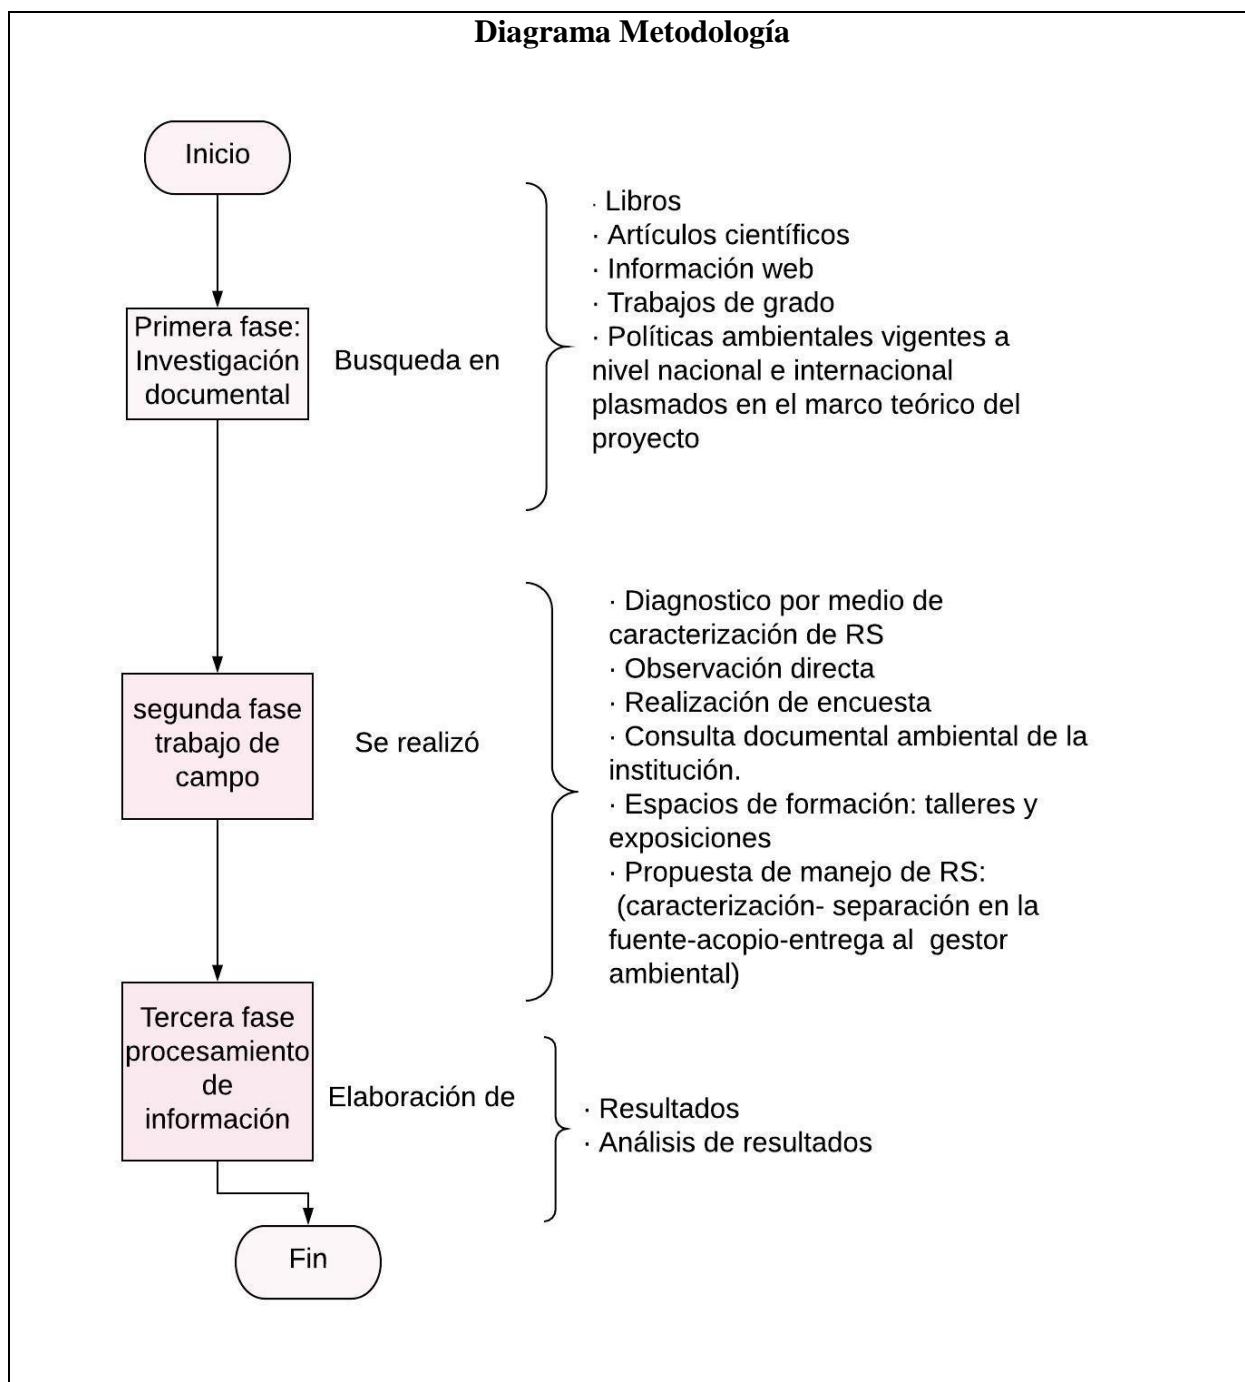 Diagrama Metodología
Inicio
Primera fase:
Investigación
documental
Busqueda en
· Libros
· Artículos científicos
· Información web
· Trabajos de grado
· Políticas ambientales vigentes a
nivel nacional e internacional
plasmados en el marco teórico del
proyecto
segunda fase
trabajo de
campo
Se realizó
· Diagnostico por medio de
caracterización de RS
· Observación directa
· Realización de encuesta
· Consulta documental ambiental de la
institución.
· Espacios de formación: talleres y
exposiciones
· Propuesta de manejo de RS:
(caracterización- separación en la
fuente-acopio-entrega al gestor
ambiental)
Tercera fase
procesamiento
de
información
Elaboración de
· Resultados
· Análisis de resultados
Fin